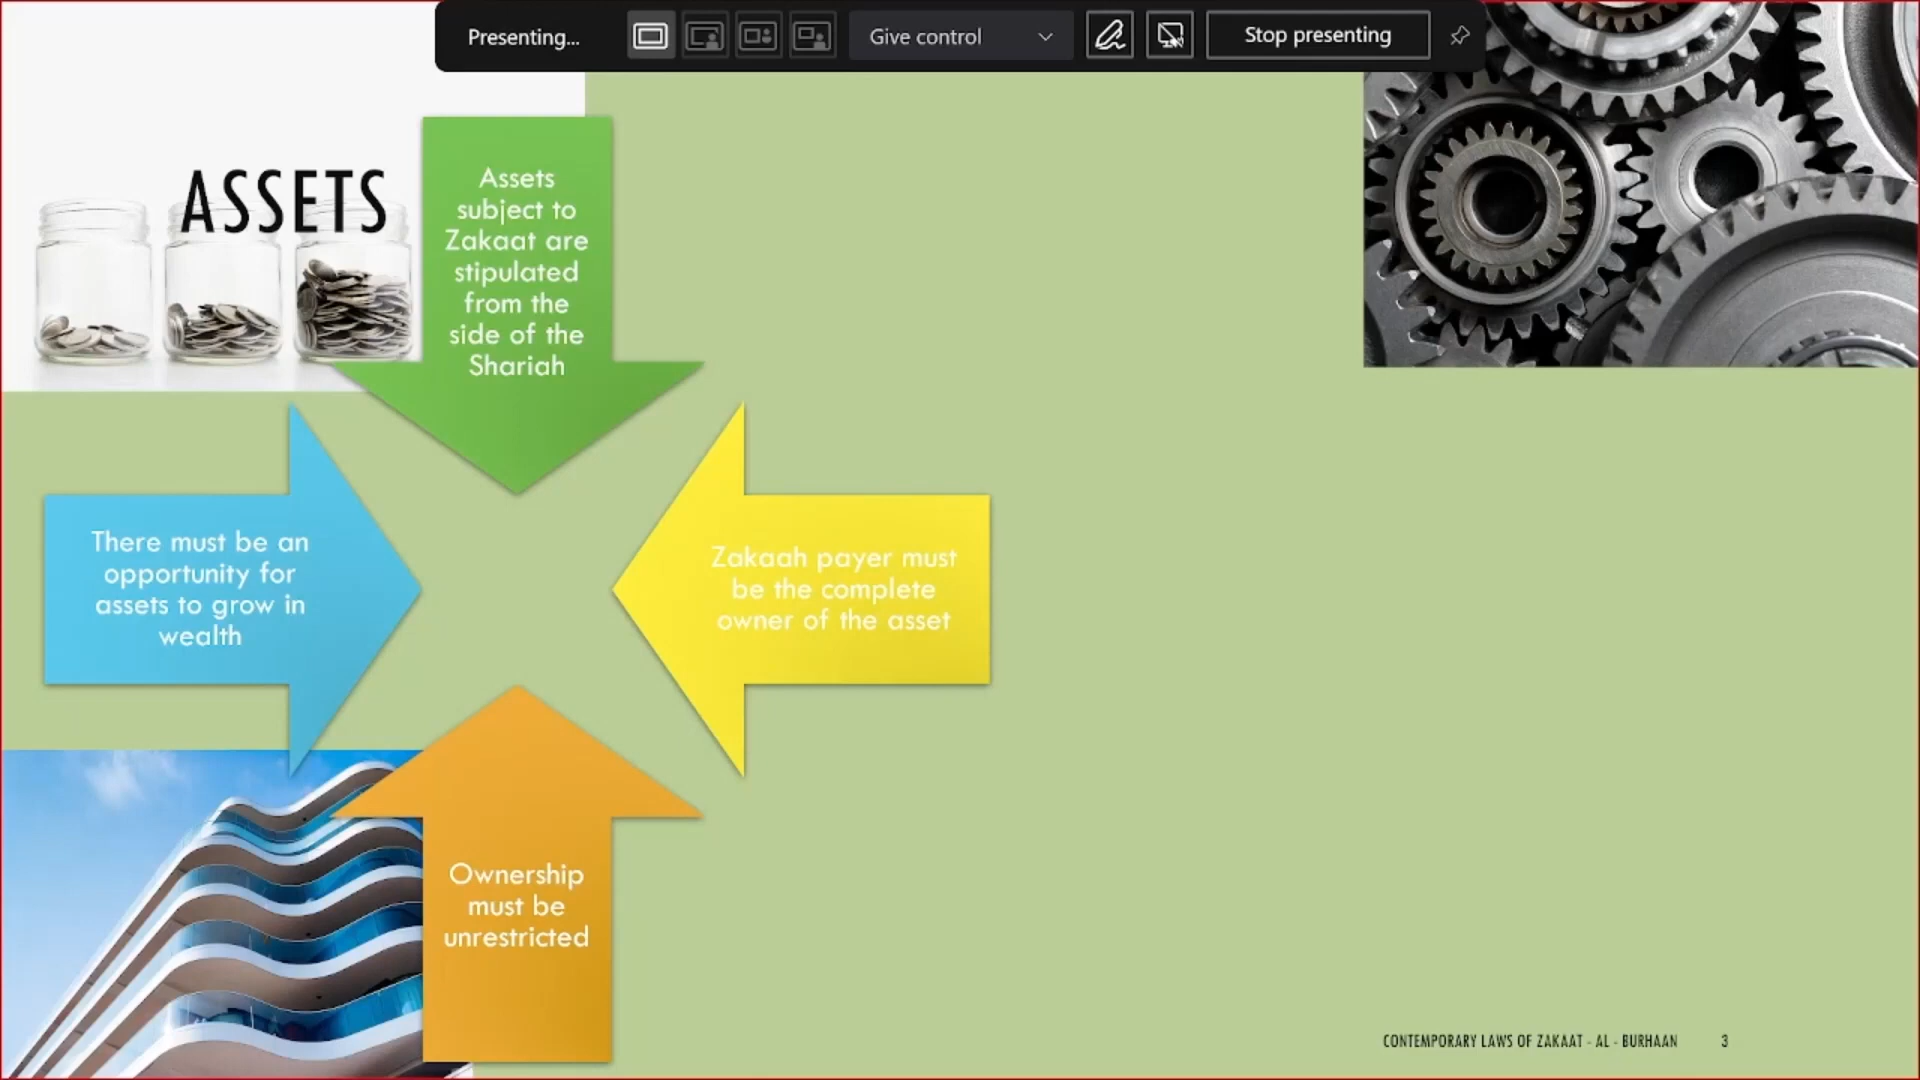 Presenting...
Give control
Stop presenting
ASSETS
Assets
subject to
Zakaat are
stipulated
from the
side of the
Shariah
There must be an
opportunity for
assets to grow in
wealth
Zakaah payer must
be the complete
owner of the asset
Ownership
must be
unrestricted
CONTEMPORARY LAWS OF ZAKAAT - AL - BURHAAN 3